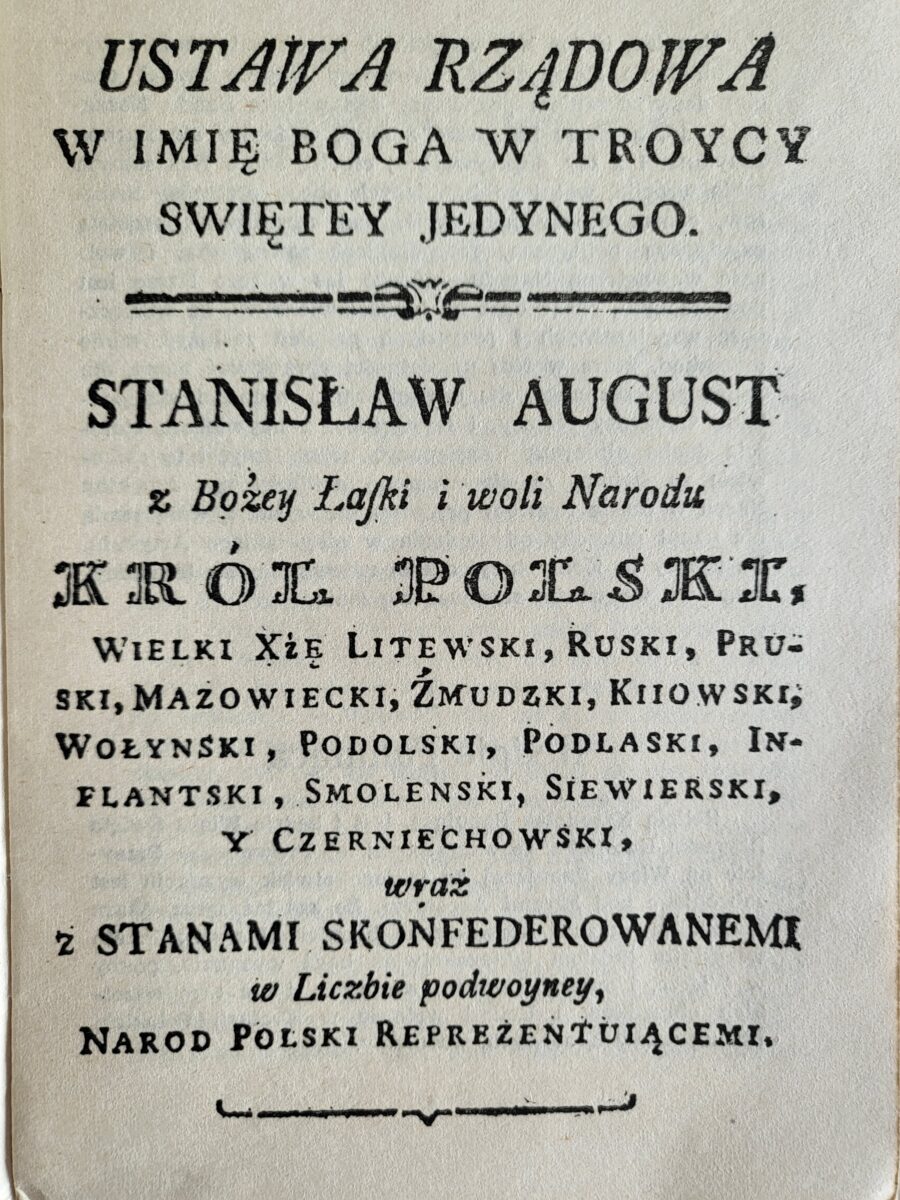 USTAWA RZĄDOWA
W IMIĘ BOGA W TROYCY
SWIĘTEY JEDYNEGO.
STANISŁAW AUGUST
z Bożey Łaſki i woli Narodu
KRÓL POLSKI,
WIELKI XżĘ LITEWSKI, RUSKI, PRU-
SKI, MAZOWIECKI, ŹMUDZKI, KIIOWSKI,
WOŁYNSKI, PODOLSKI, PODLASKI, IN-
FLANTSKI, SMOLENSKI, SIEWIERSKI,
Y CZERNIECHOWSKI,
wraz
z STANAMI SKONFEDEROWANEMI
w Liczbie podwoyney,
NAROD POLSKI REPREŻENTUIĄCEMI.